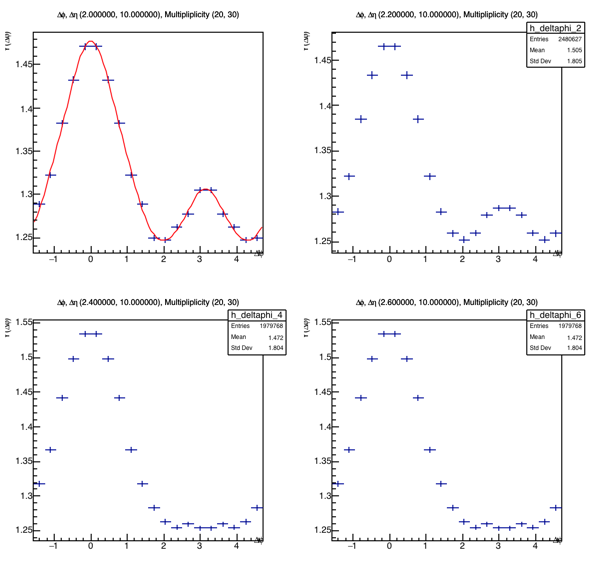 Δφ, Δη (2.000000, 10.000000), Multipliplicity (20, 30)
1.45
1.4
1.35
1.3
1.25
−1 0 1 2 3 4
Δφ, Δη (2.200000, 10.000000), Multipliplicity (20, 30)
h_deltaphi_2
Entries 2480627
Mean 1.505
Std Dev 1.805
1.45
1.4
1.35
1.3
1.25
−1 0 1 2 3 4
Δφ, Δη (2.400000, 10.000000), Multipliplicity (20, 30)
h_deltaphi_4
Entries 1979768
Mean 1.472
Std Dev 1.804
1.55
1.5
1.45
1.4
1.35
1.3
1.25
−1 0 1 2 3 4
Δφ, Δη (2.600000, 10.000000), Multipliplicity (20, 30)
h_deltaphi_6
Entries 1979768
Mean 1.472
Std Dev 1.804
1.55
1.5
1.45
1.4
1.35
1.3
1.25
−1 0 1 2 3 4